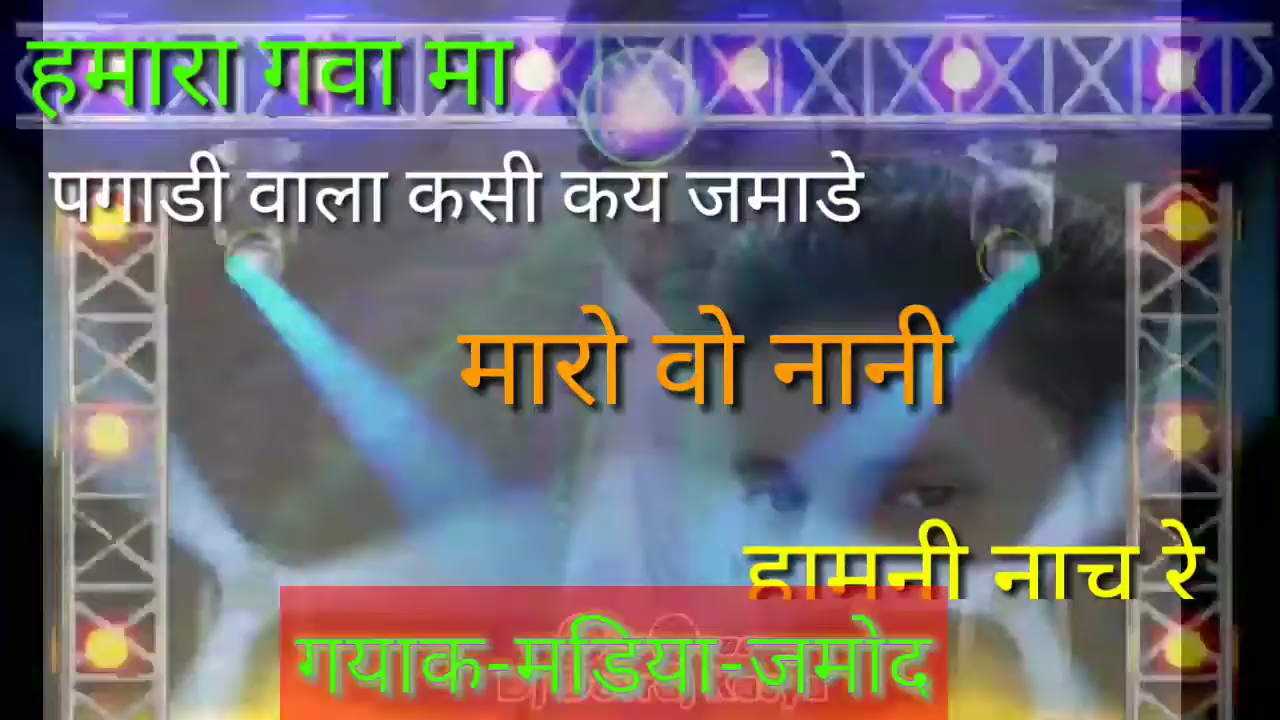 हमारा गवा मा
पगाडी वाला कसी कय जमाडे
मारो वो नानी
हामनी नाच रे
गयाक-मडिया-जमोद